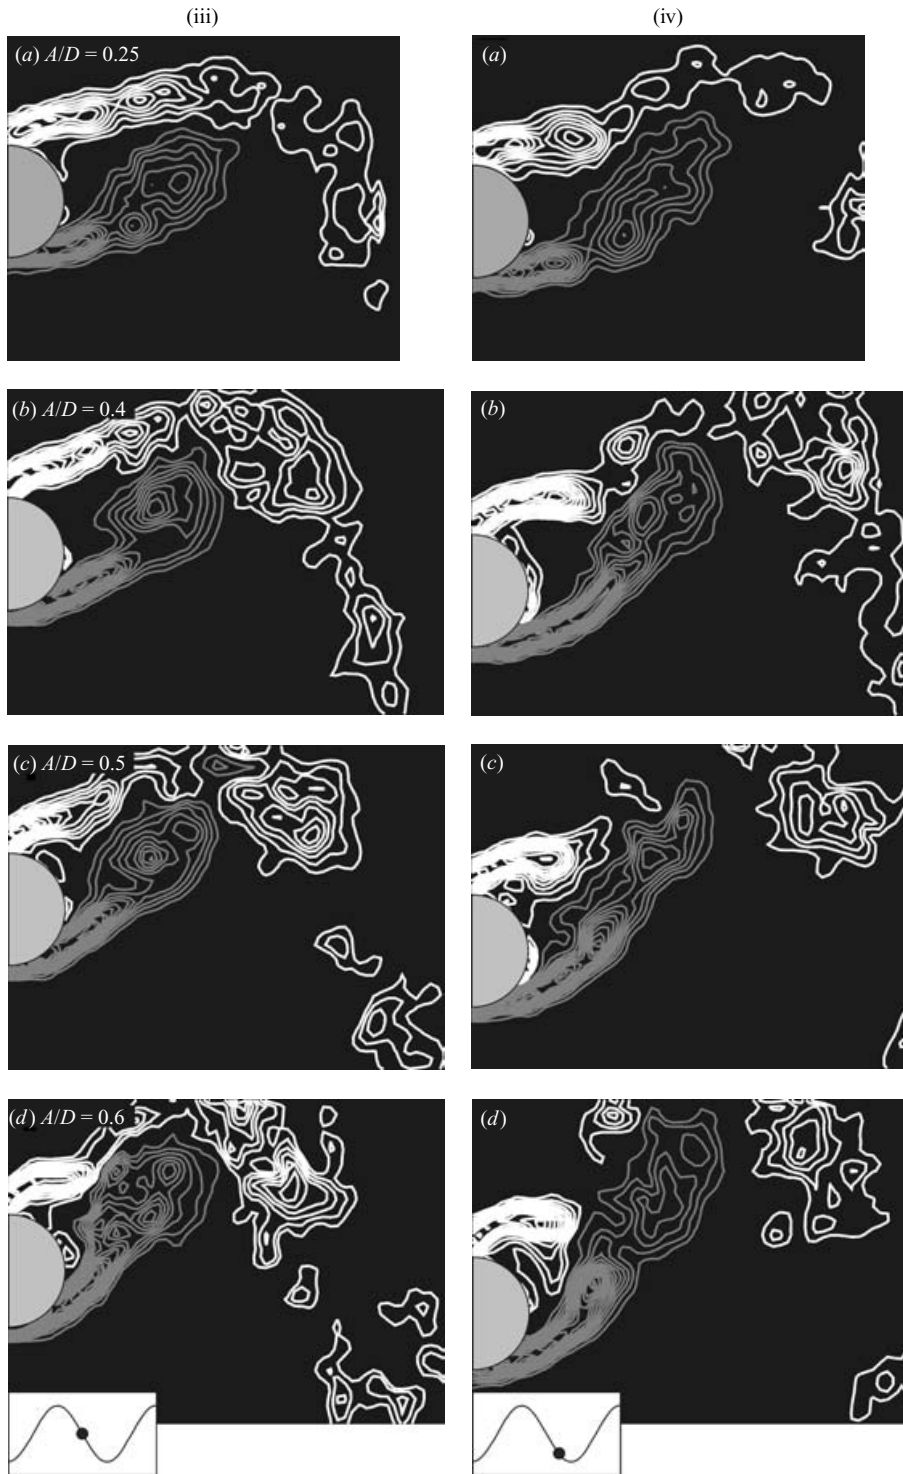 (iii) (iv)
(a) A/D = 0.25 (a)
(b) A/D = 0.4 (b)
(c) A/D = 0.5 (c)
(d) A/D = 0.6 (d)